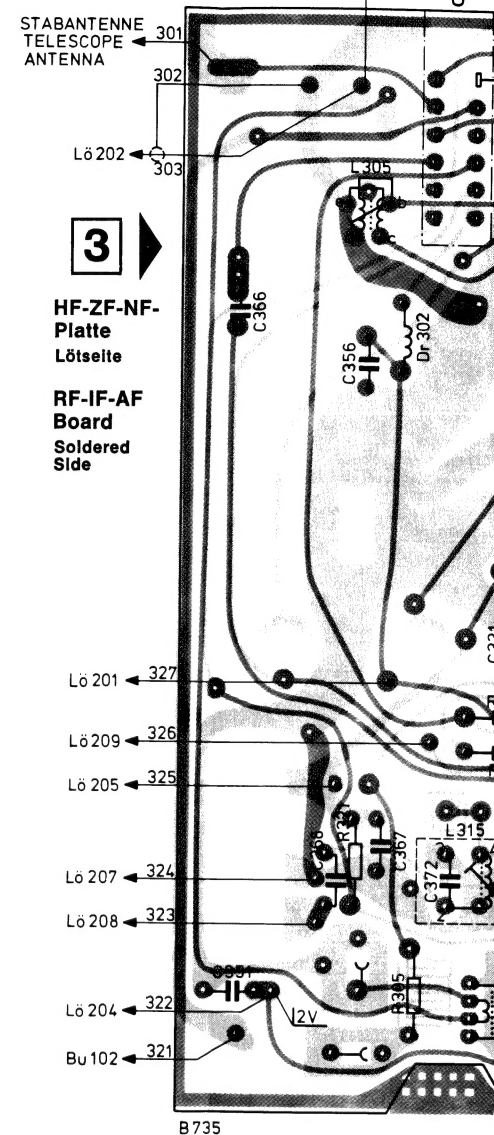 STABANTENNE
TELESCOPE
ANTENNA
301
302
Lö 202
303
L305
b
c
3
HF-ZF-NF-
Platte
Lötseite
RF-IF-AF
Board
Soldered
Side
C366
C356
Dr 302
Lö 201
327
Lö 209
326
Lö 205
325
L315
C367
C372
Lö 207
324
2
Lö 208
323
R305
Lö 204
322
12V
Bu 102
321
B 735